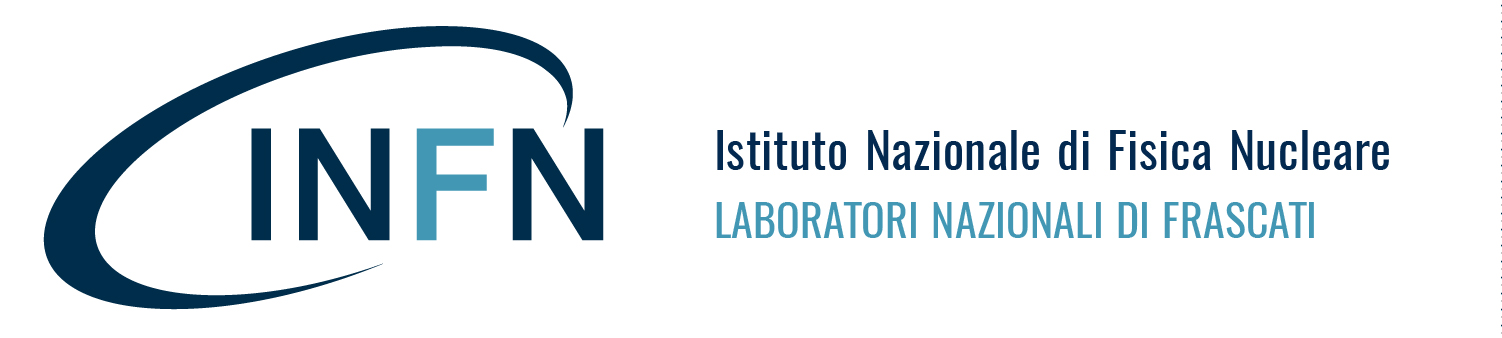 INFN
Istituto Nazionale di Fisica Nucleare
LABORATORI NAZIONALI DI FRASCATI